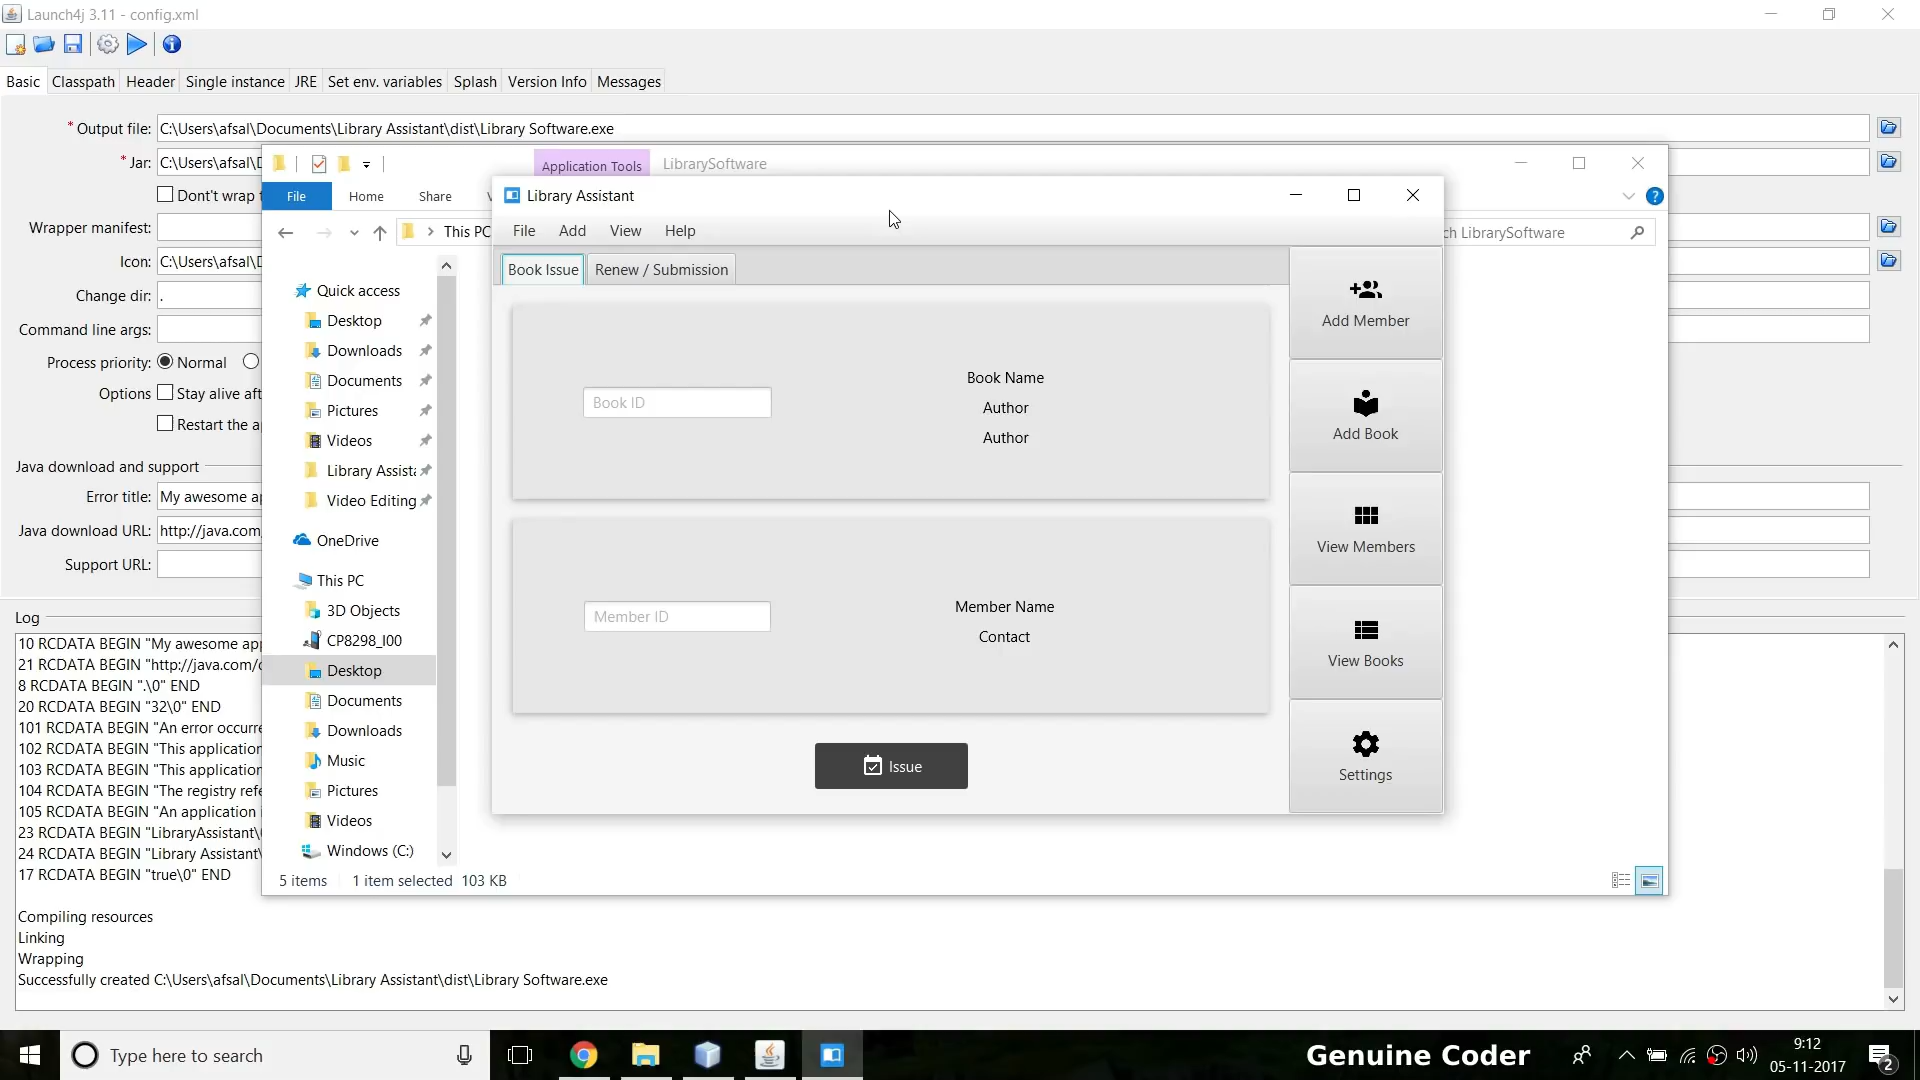 Launch4j 3.11 - config.xml
Basic Classpath Header Single instance JRE Set env. variables Splash Version Info Messages
* Output file: C:\Users\afsal\Documents\Library Assistant\dist\Library Software.exe
* Jar: C:\Users\afsal\D
Don't wrap
Wrapper manifest:
Icon: C:\Users\afsal\D
Change dir: .
Command line args:
Process priority: Normal
Options Stay alive aft
Restart the a
Java download and support
Error title: My awesome ap
Java download URL: http://java.com
Support URL:
Log
10 RCDATA BEGIN "My awesome app
21 RCDATA BEGIN "http://java.com/
8 RCDATA BEGIN ".\0" END
20 RCDATA BEGIN "32\0" END
101 RCDATA BEGIN "An error occurre
102 RCDATA BEGIN "This application
103 RCDATA BEGIN "This application
104 RCDATA BEGIN "The registry refe
105 RCDATA BEGIN "An application i
23 RCDATA BEGIN "LibraryAssistant\
24 RCDATA BEGIN "Library Assistant\
17 RCDATA BEGIN "true\0" END
Compiling resources
Linking
Wrapping
Successfully created C:\Users\afsal\Documents\Library Assistant\dist\Library Software.exe
Application Tools LibrarySoftware
File Home Share
This PC
ch LibrarySoftware
Quick access
Desktop
Downloads
Documents
Pictures
Videos
Library Assista
Video Editing
OneDrive
This PC
3D Objects
CP8298_I00
Desktop
Documents
Downloads
Music
Pictures
Videos
Windows (C:)
5 items 1 item selected 103 KB
Library Assistant
File Add View Help
Book Issue Renew / Submission
Book ID
Book Name
Author
Author
Member ID
Member Name
Contact
Issue
Add Member
Add Book
View Members
View Books
Settings
Type here to search
Genuine Coder
9:12
05-11-2017
2